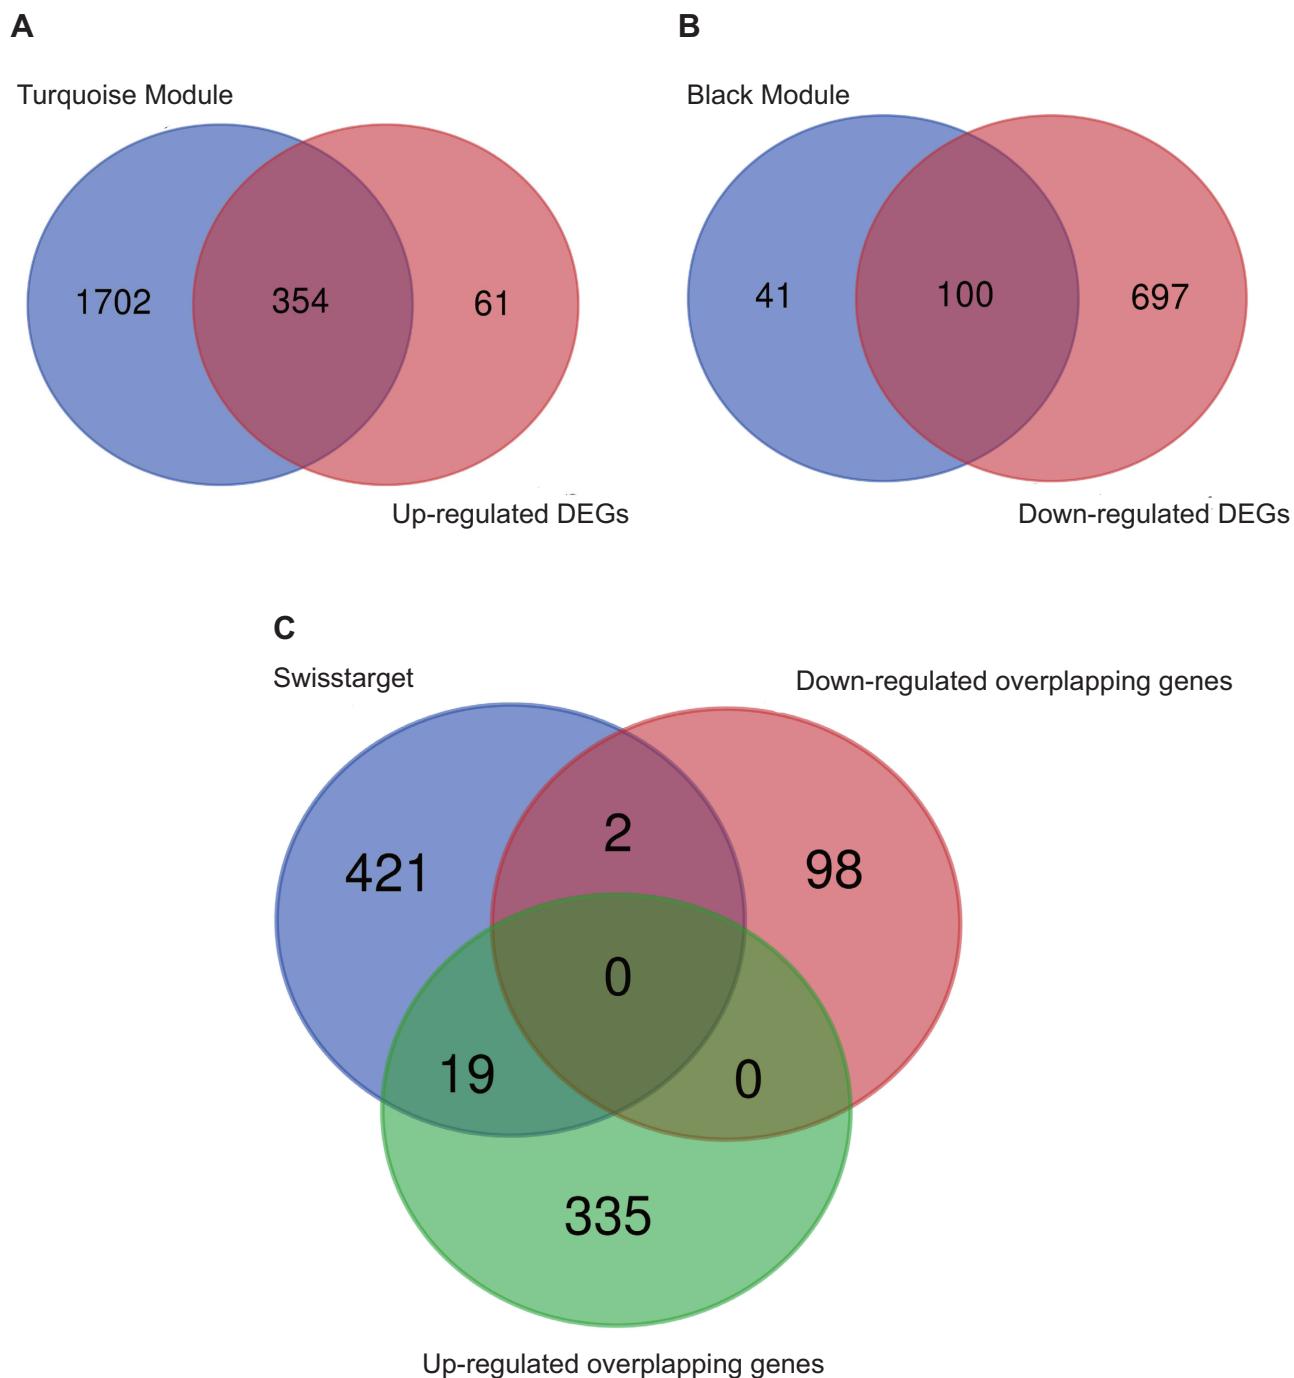 A
B
Turquoise Module
Black Module
1702
354
61
41
100
697
Up-regulated DEGs
Down-regulated DEGs
C
Swisstarget
Down-regulated overplapping genes
421
2
98
0
19
0
335
Up-regulated overplapping genes